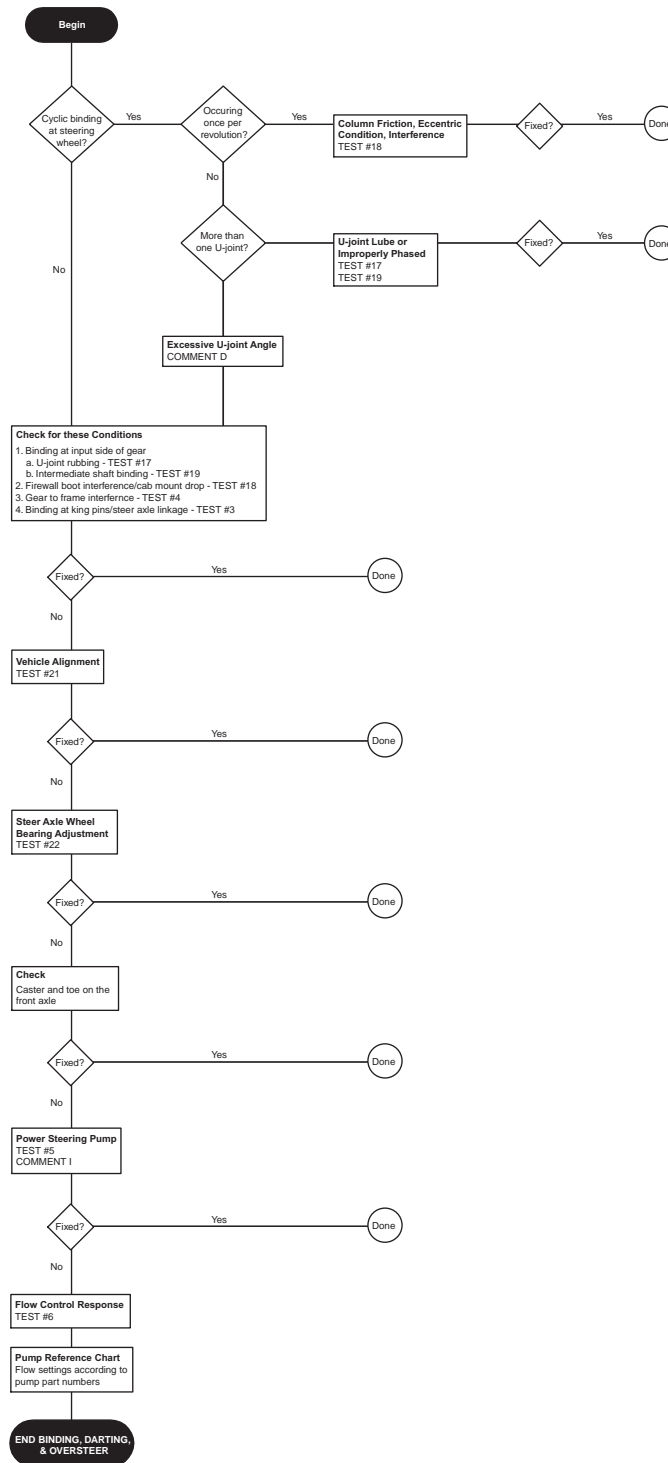 Begin
Cyclic binding
at steering
wheel?
Yes
Occuring
once per
revolution?
Yes
Column Friction, Eccentric
Condition, Interference
TEST #18
Fixed?
Yes
Done
No
More than
one U-joint?
U-joint Lube or
Improperly Phased
TEST #17
TEST #19
Fixed?
Yes
Done
No
Excessive U-joint Angle
COMMENT D
Check for these Conditions
1. Binding at input side of gear
a. U-joint rubbing - TEST #17
b. Intermediate shaft binding - TEST #19
2. Firewall boot interference/cab mount drop - TEST #18
3. Gear to frame interfernce - TEST #4
4. Binding at king pins/steer axle linkage - TEST #3
Fixed?
Yes
Done
No
Vehicle Alignment
TEST #21
Fixed?
Yes
Done
No
Steer Axle Wheel
Bearing Adjustment
TEST #22
Fixed?
Yes
Done
No
Check
Caster and toe on the
front axle
Fixed?
Yes
Done
No
Power Steering Pump
TEST #5
COMMENT I
Fixed?
Yes
Done
No
Flow Control Response
TEST #6
Pump Reference Chart
Flow settings according to
pump part numbers
END BINDING, DARTING,
& OVERSTEER